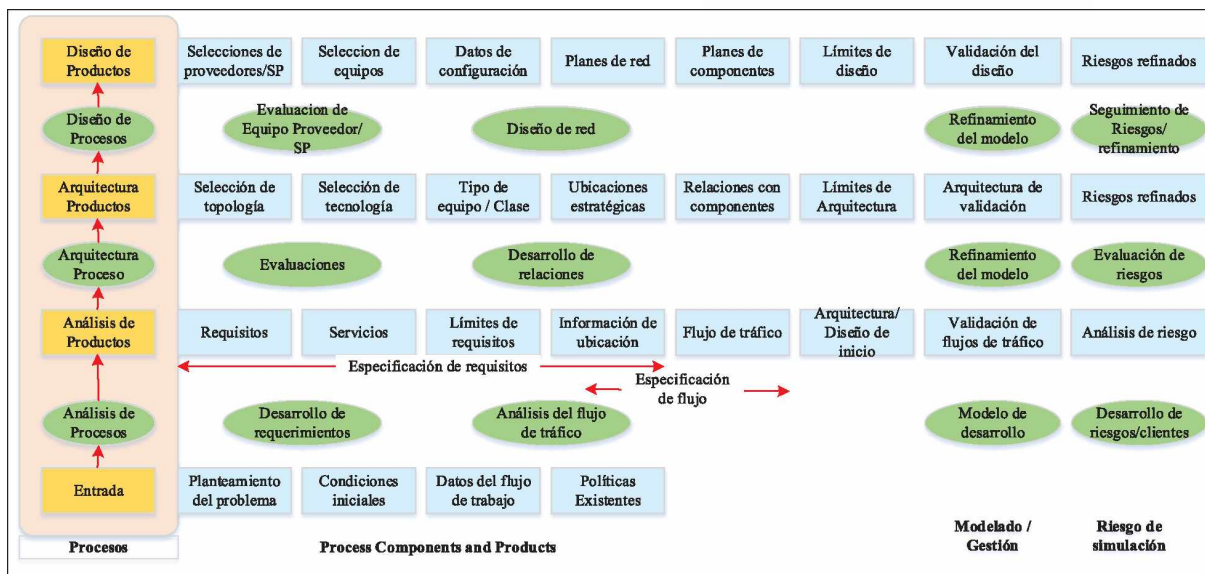 Diseño de
Productos
Selecciones de
proveedores/SP
Seleccion de
equipos
Datos de
configuración
Planes de red
Planes de
componentes
Límites de
diseño
Validación del
diseño
Riesgos refinados
Diseño de
Procesos
Evaluacion de
Equipo Proveedor/
SP
Diseño de red
Refinamiento
del modelo
Seguimiento de
Riesgos/
refinamiento
Arquitectura
Productos
Selección de
topología
Selección de
tecnología
Tipo de
equipo / Clase
Ubicaciones
estratégicas
Relaciones con
componentes
Límites de
Arquitectura
Arquitectura de
validación
Riesgos refinados
Arquitectura
Proceso
Evaluaciones
Desarrollo de
relaciones
Refinamiento
del modelo
Evaluación de
riesgos
Análisis de
Productos
Requisitos
Servicios
Límites de
requisitos
Información de
ubicación
Flujo de tráfico
Arquitectura/
Diseño de
inicio
Validación de
flujos de tráfico
Análisis de riesgo
Especificación de requisitos
Especificación
de flujo
Análisis de
Procesos
Desarrollo de
requerimientos
Análisis del flujo
de tráfico
Modelo de
desarrollo
Desarrollo de
riesgos/clientes
Entrada
Planteamiento
del problema
Condiciones
iniciales
Datos del flujo
de trabajo
Políticas
Existentes
Procesos
Process Components and Products
Modelado /
Gestión
Riesgo de
simulación